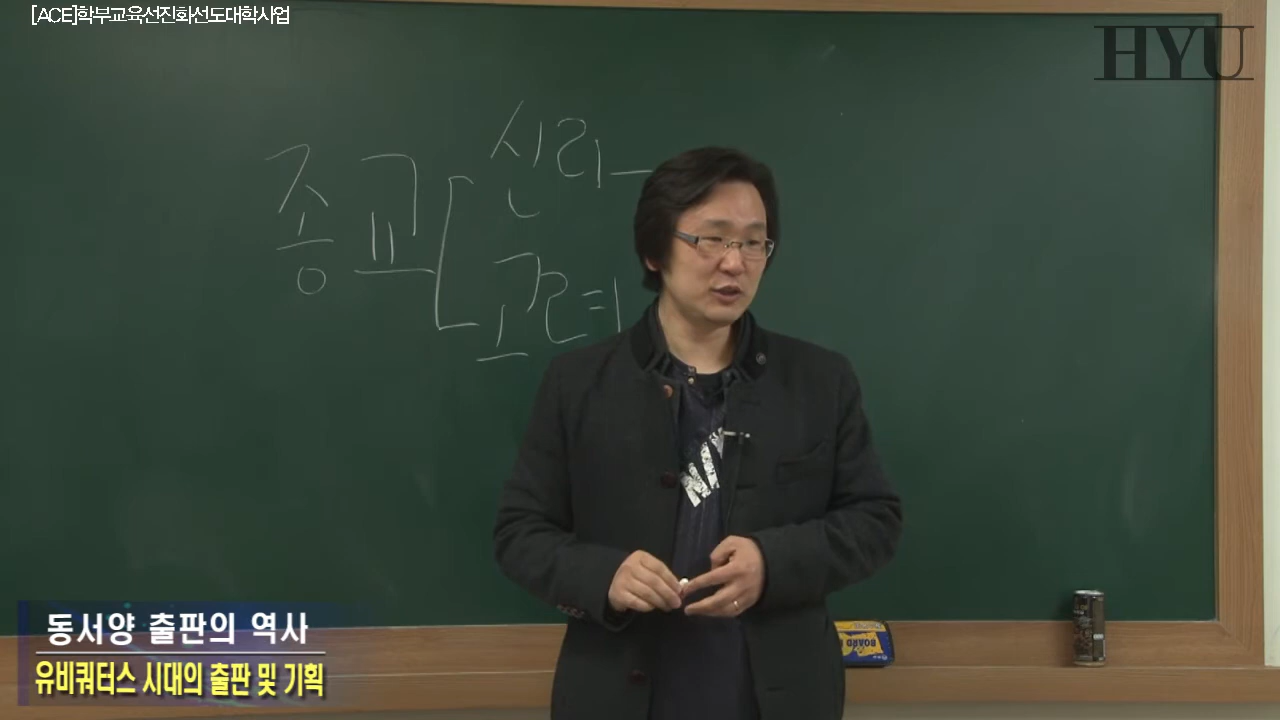 [ACE]학부교육선진화선도대학사업
HYU
종교
신라
고려
동서양 출판의 역사
유비쿼터스 시대의 출판 및 기획